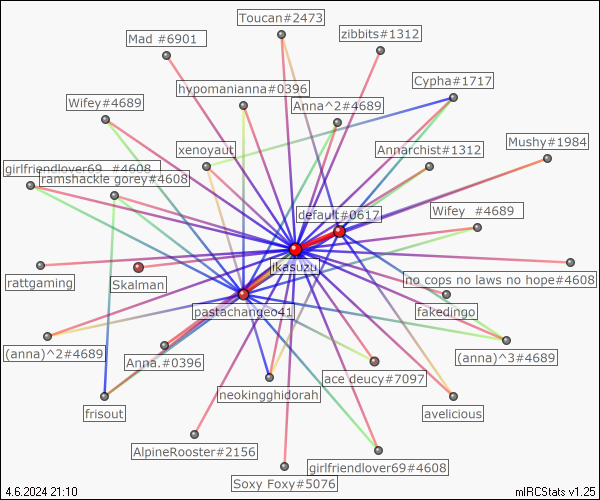 Toucan#2473
Mad #6901
zibbits#1312
Cypha#1717
hypomanianna#0396
Wifey#4689
Anna^2#4689
xenoyaut
Annarchist#1312
Mushy#1984
girlfriendlover69_ #4608
ramshackle gorey#4608
default#0617
Wifey_ #4689
ikasuzu
rattgaming
Skalman
no cops no laws no hope#4608
pastachangeo41
fakedingo
(anna)^2#4689
Anna.#0396
(anna)^3#4689
ace deucy#7097
neokingghidorah
frisout
avelicious
AlpineRooster#2156
girlfriendlover69#4608
Soxy Foxy#5076
4.6.2024 21:10
mIRCStats v1.25